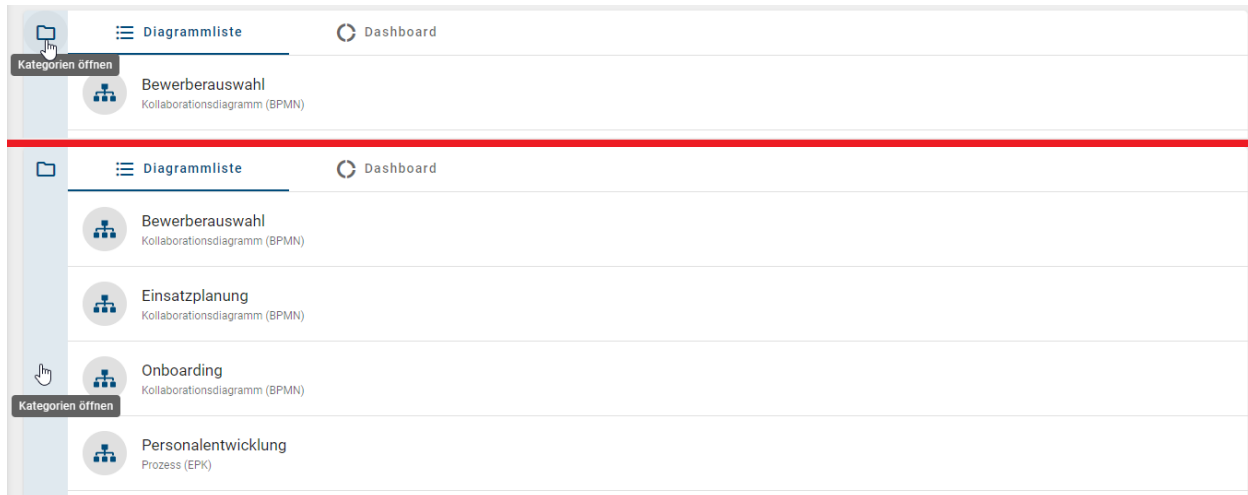 Diagrammliste
Dashboard
Kategorien öffnen
Bewerberauswahl
Kollaborationsdiagramm (BPMN)
Diagrammliste
Dashboard
Bewerberauswahl
Kollaborationsdiagramm (BPMN)
Einsatzplanung
Kollaborationsdiagramm (BPMN)
Onboarding
Kollaborationsdiagramm (BPMN)
Kategorien öffnen
Personalentwicklung
Prozess (EPK)